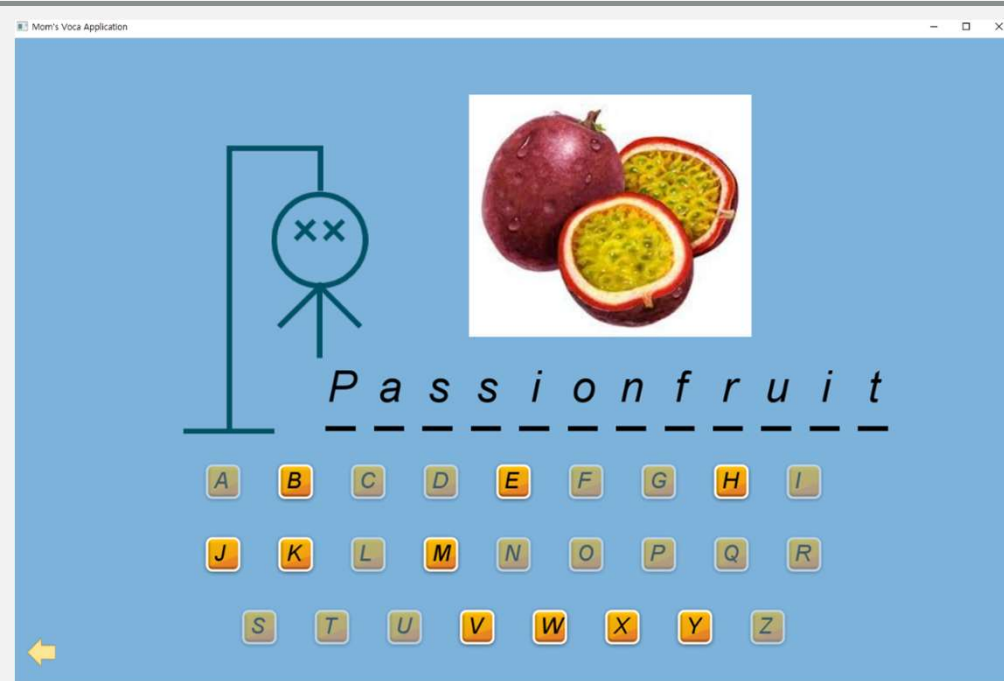 Mom's Voca Application
P a s s i o n f r u i t
A B C D E F G H I
J K L M N O P Q R
S T U V W X Y Z